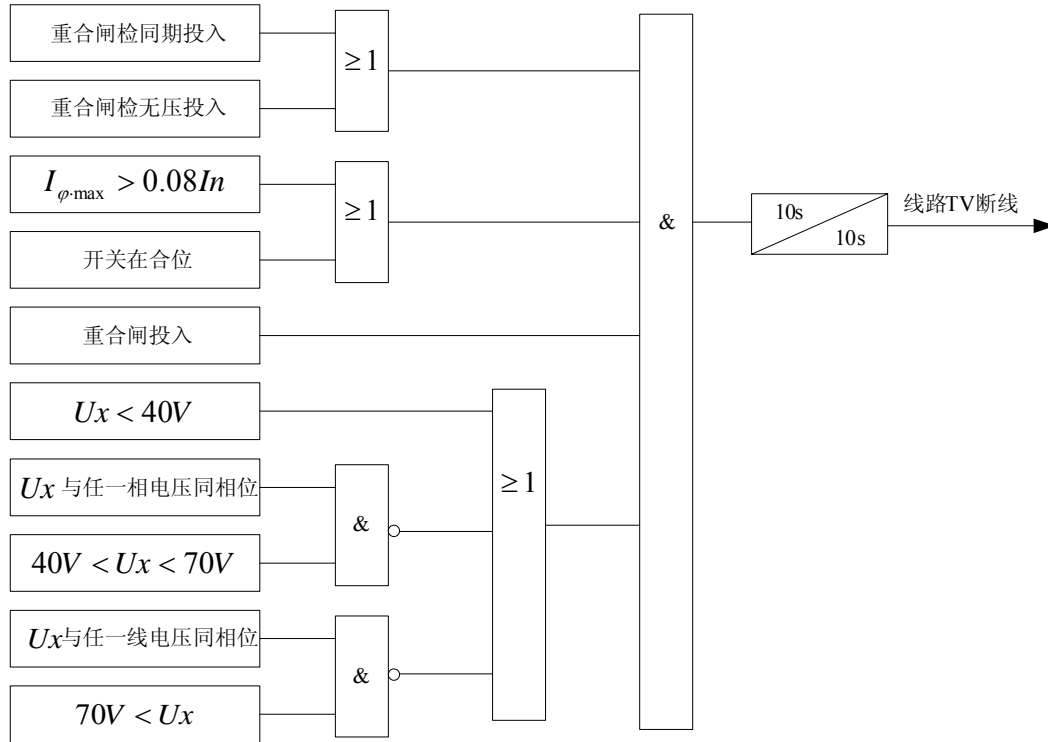 重合闸检同期投入
≥1
重合闸检无压投入
Iφ·max > 0.08In
≥1
开关在合位
&
10s
10s
线路TV断线
重合闸投入
Ux < 40V
≥1
Ux 与任一相电压同相位
&
40V < Ux < 70V
Ux与任一线电压同相位
&
70V < Ux